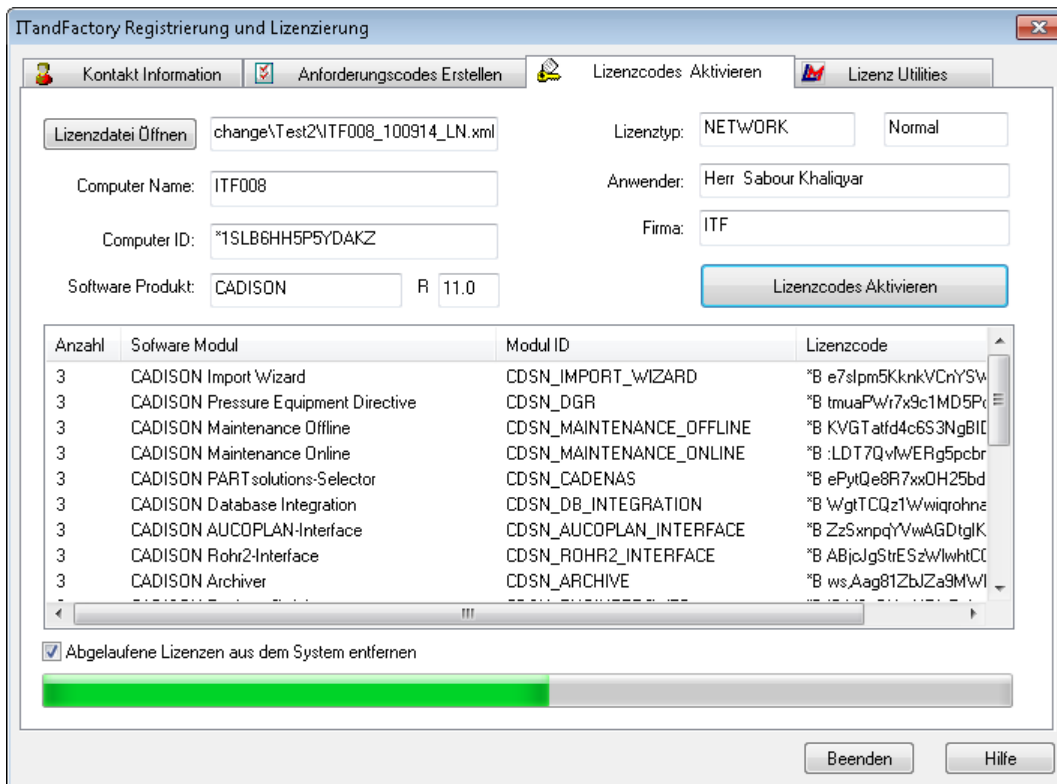 ITandFactory Registrierung und Lizenzierung
Kontakt Information
Anforderungscodes Erstellen
Lizenzcodes Aktivieren
Lizenz Utilities
Lizenzdatei Öffnen
change\Test2\ITF008_100914_LN.xml
Lizenztyp:
NETWORK
Normal
Computer Name:
ITF008
Anwender:
Herr Sabour Khaliqyar
Computer ID:
*1SLB6HH5P5YDAKZ
Firma:
ITF
Software Produkt:
CADISON
R
11.0
Lizenzcodes Aktivieren
Anzahl Sofware Modul Modul ID Lizenzcode
3 CADISON Import Wizard CDSN_IMPORT_WIZARD *B
3 CADISON Pressure Equipment Directive CDSN_DGR *B
3 CADISON Maintenance Offline CDSN_MAINTENANCE_OFFLINE *B
3 CADISON Maintenance Online CDSN_MAINTENANCE_ONLINE *B
3 CADISON PARTsolutions-Selector CDSN_CADENAS *B
3 CADISON Database Integration CDSN_DB_INTEGRATION *B
3 CADISON AUCOPLAN-Interface CDSN_AUCOPLAN_INTERFACE *B
3 CADISON Rohr2-Interface CDSN_ROHR2_INTERFACE *B
3 CADISON Archiver CDSN_ARCHIVE *B
Abgelaufene Lizenzen aus dem System entfernen
Beenden
Hilfe